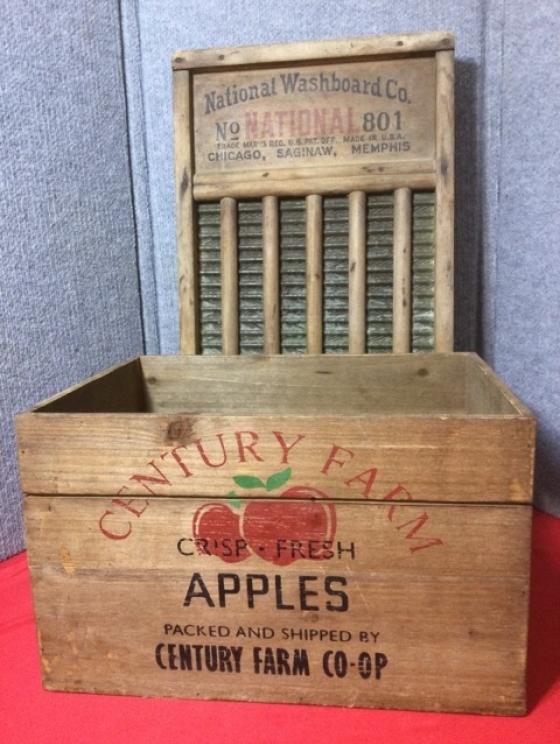 National Washboard Co.
No NATIONAL 801
TRADE MARK REG. U.S. PAT. OFF. MADE IN U.S.A.
CHICAGO, SAGINAW, MEMPHIS
CENTURY FARM
CRISP • FRESH
APPLES
PACKED AND SHIPPED BY
CENTURY FARM CO-OP